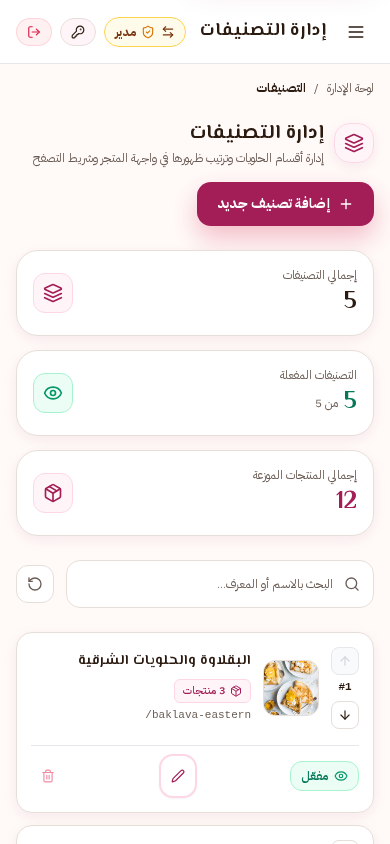 إدارة التصنيفات
مدير
لوحة الإدارة / التصنيفات
إدارة التصنيفات
إدارة أقسام الحلويات وترتيب ظهورها في واجهة المتجر وشريط التصفح
+ إضافة تصنيف جديد
إجمالي التصنيفات
5
التصنيفات المفعلة
5 من 5
إجمالي المنتجات الموزعة
12
البحث بالاسم أو المعرف...
#1
البقلاوة والحلويات الشرقية
3 منتجات
/baklava-eastern
مفعّل